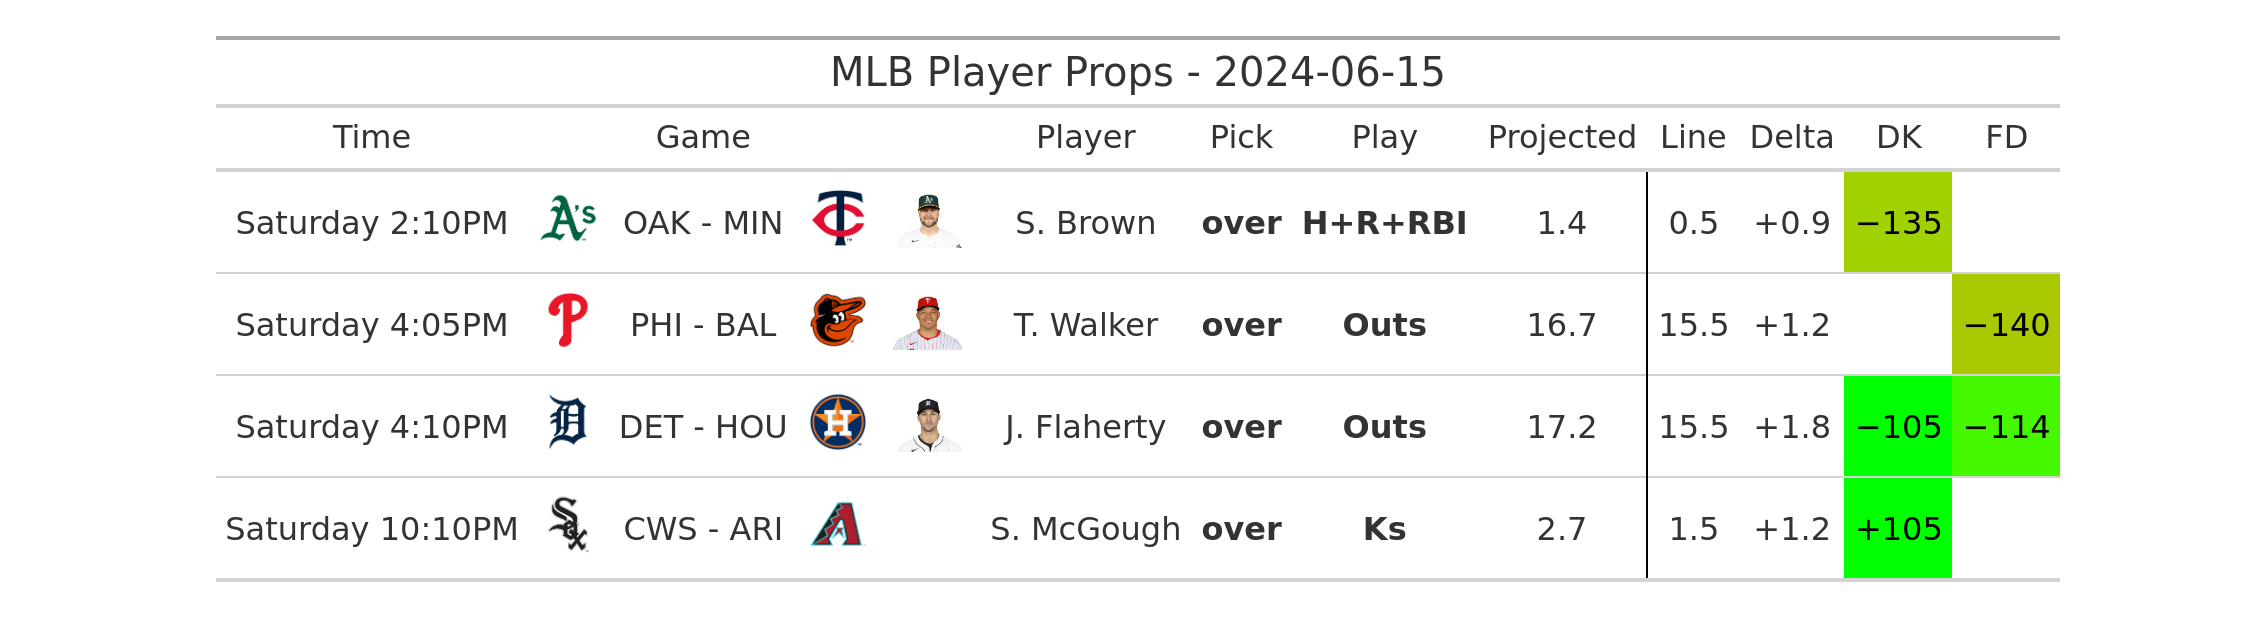 MLB Player Props - 2024-06-15
Time Game Player Pick Play Projected Line Delta DK FD
Saturday 2:10PM A's OAK - MIN TC S. Brown over H+R+RBI 1.4 0.5 +0.9 −135
Saturday 4:05PM P PHI - BAL T. Walker over Outs 16.7 15.5 +1.2 −140
Saturday 4:10PM D DET - HOU H J. Flaherty over Outs 17.2 15.5 +1.8 −105 −114
Saturday 10:10PM Sox CWS - ARI A S. McGough over Ks 2.7 1.5 +1.2 +105